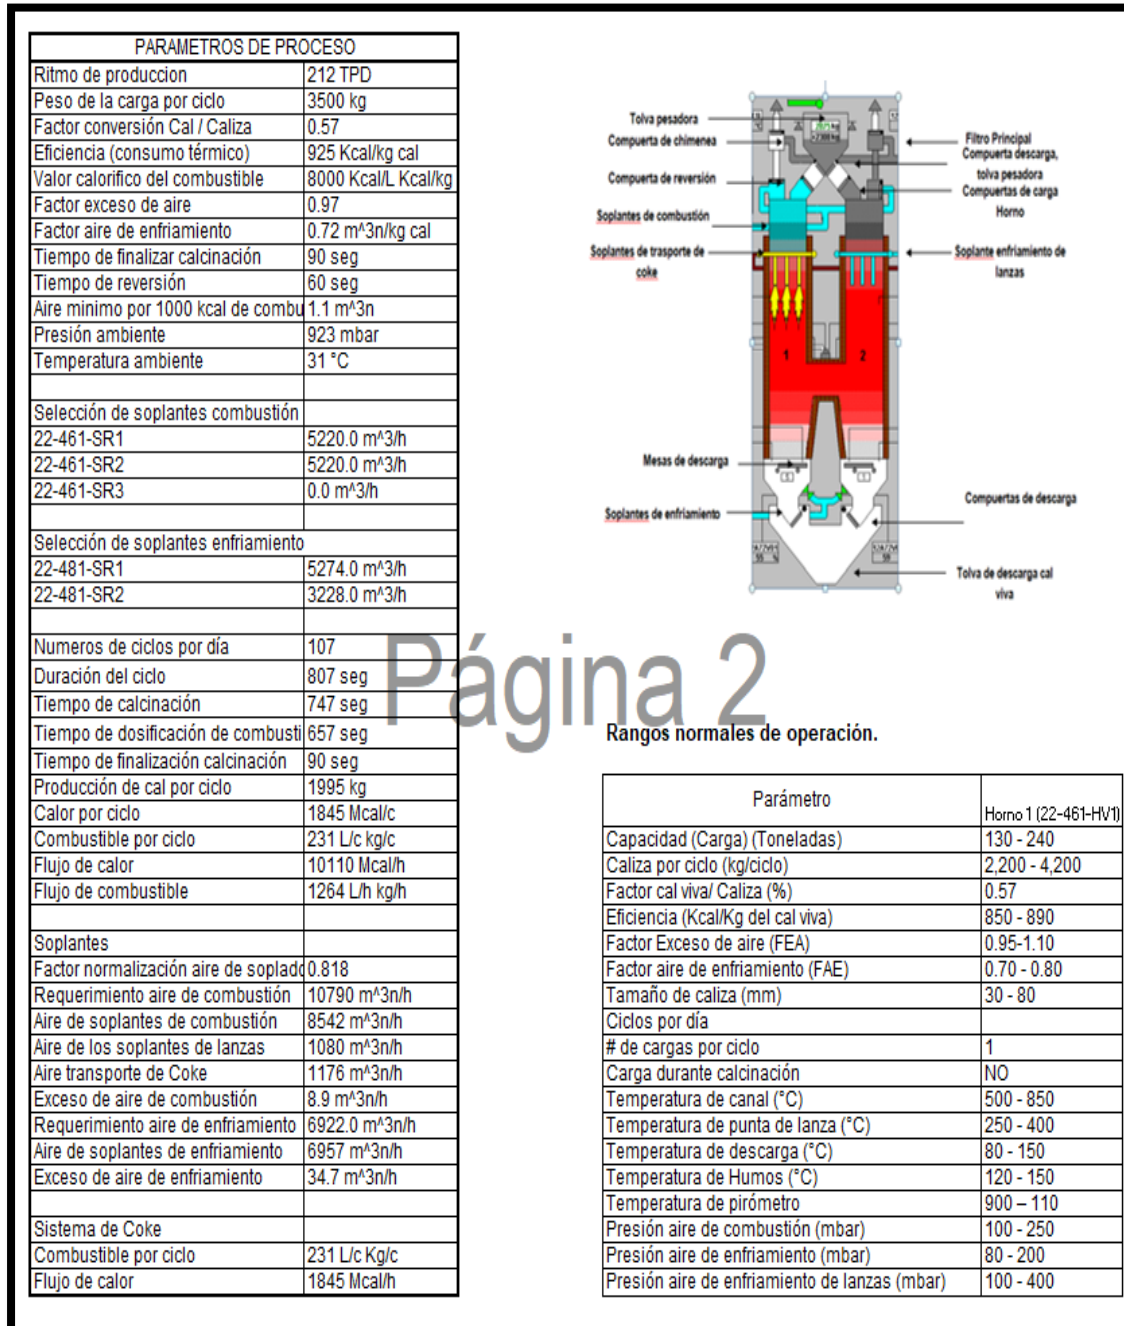 PARAMETROS DE PROCESO
Ritmo de produccion 212 TPD
Peso de la carga por ciclo 3500 kg
Factor conversión Cal / Caliza 0.57
Eficiencia (consumo térmico) 925 Kcal/kg cal
Valor calorifico del combustible 8000 Kcal/L Kcal/kg
Factor exceso de aire 0.97
Factor aire de enfriamiento 0.72 m^3n/kg cal
Tiempo de finalizar calcinación 90 seg
Tiempo de reversión 60 seg
Aire minimo por 1000 kcal de combu 1.1 m^3n
Presión ambiente 923 mbar
Temperatura ambiente 31 °C
Selección de soplantes combustión
22-461-SR1 5220.0 m^3/h
22-461-SR2 5220.0 m^3/h
22-461-SR3 0.0 m^3/h
Selección de soplantes enfriamiento
22-481-SR1 5274.0 m^3/h
22-481-SR2 3228.0 m^3/h
Numeros de ciclos por día 107
Duración del ciclo 807 seg
Tiempo de calcinación 747 seg
Tiempo de dosificación de combusti 657 seg
Tiempo de finalización calcinación 90 seg
Producción de cal por ciclo 1995 kg
Calor por ciclo 1845 Mcal/c
Combustible por ciclo 231 L/c kg/c
Flujo de calor 10110 Mcal/h
Flujo de combustible 1264 L/h kg/h
Soplantes
Factor normalización aire de soplado 0.818
Requerimiento aire de combustión 10790 m^3n/h
Aire de soplantes de combustión 8542 m^3n/h
Aire de los soplantes de lanzas 1080 m^3n/h
Aire transporte de Coke 1176 m^3n/h
Exceso de aire de combustión 8.9 m^3n/h
Requerimiento aire de enfriamiento 6922.0 m^3n/h
Aire de soplantes de enfriamiento 6957 m^3n/h
Exceso de aire de enfriamiento 34.7 m^3n/h
Sistema de Coke
Combustible por ciclo 231 L/c Kg/c
Flujo de calor 1845 Mcal/h
Tolva pesadora
Compuerta de chimenea
Compuerta de reversión
Soplantes de combustión
Soplantes de trasporte de
coke
Mesas de descarga
Soplantes de enfriamiento
Filtro Principal
Compuerta descarga,
tolva pesadora
Compuertas de carga
Horno
Soplante enfriamiento de
lanzas
Compuertas de descarga
Tolva de descarga cal
viva
1
2
Página 2
Rangos normales de operación.
Parámetro Horno 1 (22-461-HV1)
Capacidad (Carga) (Toneladas) 130 - 240
Caliza por ciclo (kg/ciclo) 2,200 - 4,200
Factor cal viva/ Caliza (%) 0.57
Eficiencia (Kcal/Kg del cal viva) 850 - 890
Factor Exceso de aire (FEA) 0.95-1.10
Factor aire de enfriamiento (FAE) 0.70 - 0.80
Tamaño de caliza (mm) 30 - 80
Ciclos por día
# de cargas por ciclo 1
Carga durante calcinación NO
Temperatura de canal (°C) 500 - 850
Temperatura de punta de lanza (°C) 250 - 400
Temperatura de descarga (°C) 80 - 150
Temperatura de Humos (°C) 120 - 150
Temperatura de pirómetro 900 – 110
Presión aire de combustión (mbar) 100 - 250
Presión aire de enfriamiento (mbar) 80 - 200
Presión aire de enfriamiento de lanzas (mbar) 100 - 400